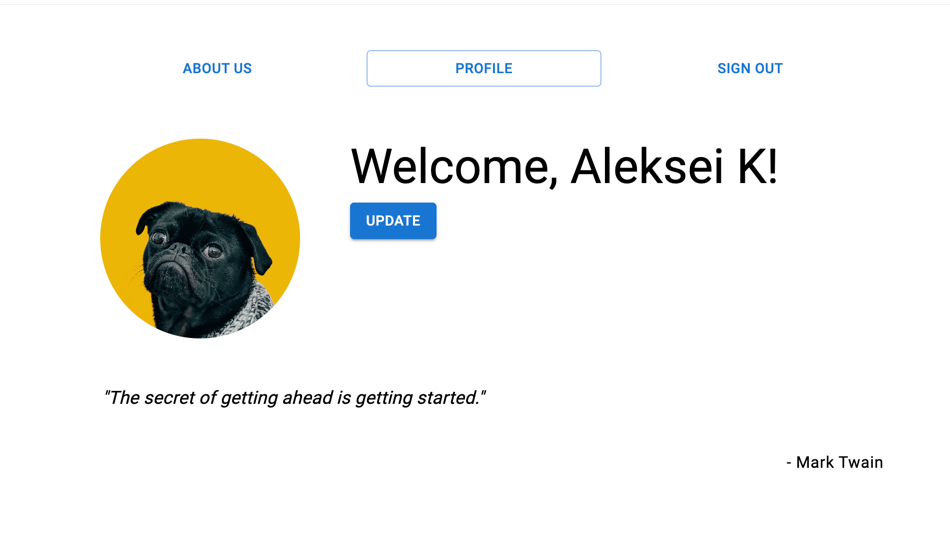 ABOUT US PROFILE SIGN OUT
Welcome, Aleksei K!
UPDATE
"The secret of getting ahead is getting started."
- Mark Twain